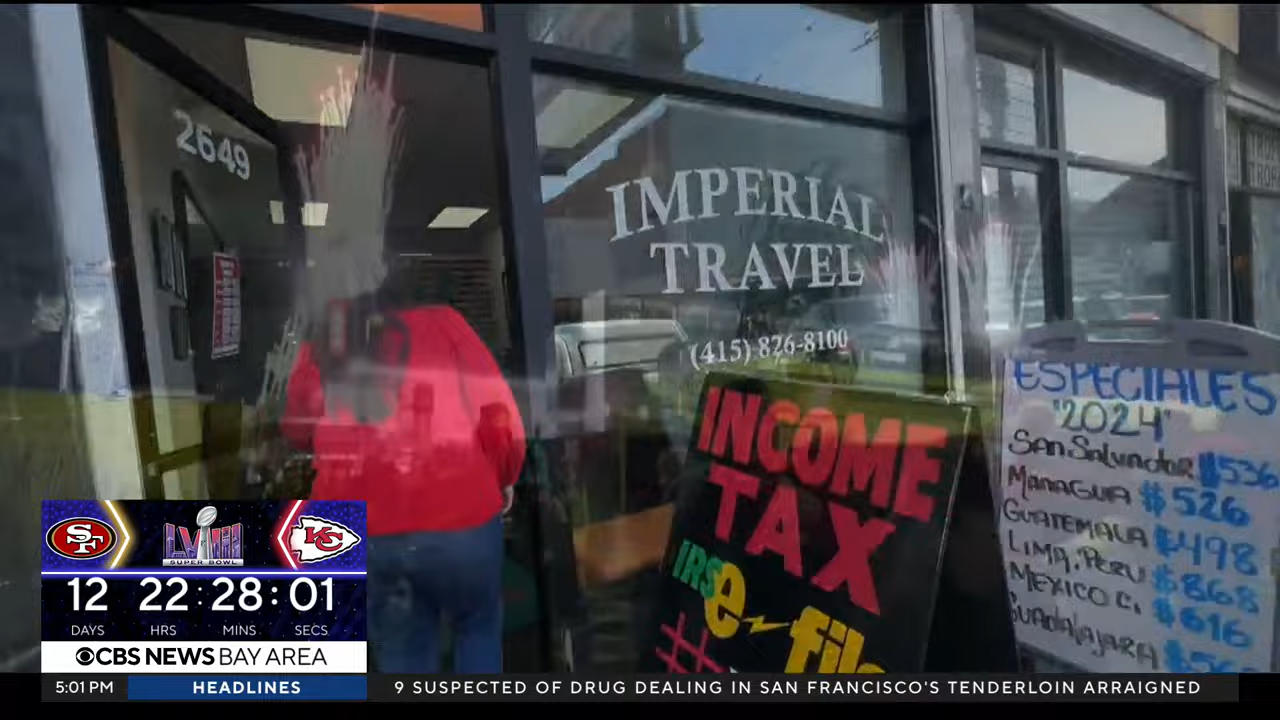 2649
IMPERIAL
TRAVEL
(415) 826-8100
INCOME
TAX
IRS
e-file
ESPECIALES
"2024"
San Salvador $536
Managua $526
Guatemala $498
Lima, Peru $868
Mexico C. $616
Guadalajara
SF
LVIII
SUPER BOWL
KC
12 22 : 28 : 01
DAYS HRS MINS SECS
CBS NEWS BAY AREA
5:01 PM HEADLINES 9 SUSPECTED OF DRUG DEALING IN SAN FRANCISCO'S TENDERLOIN ARRAIGNED